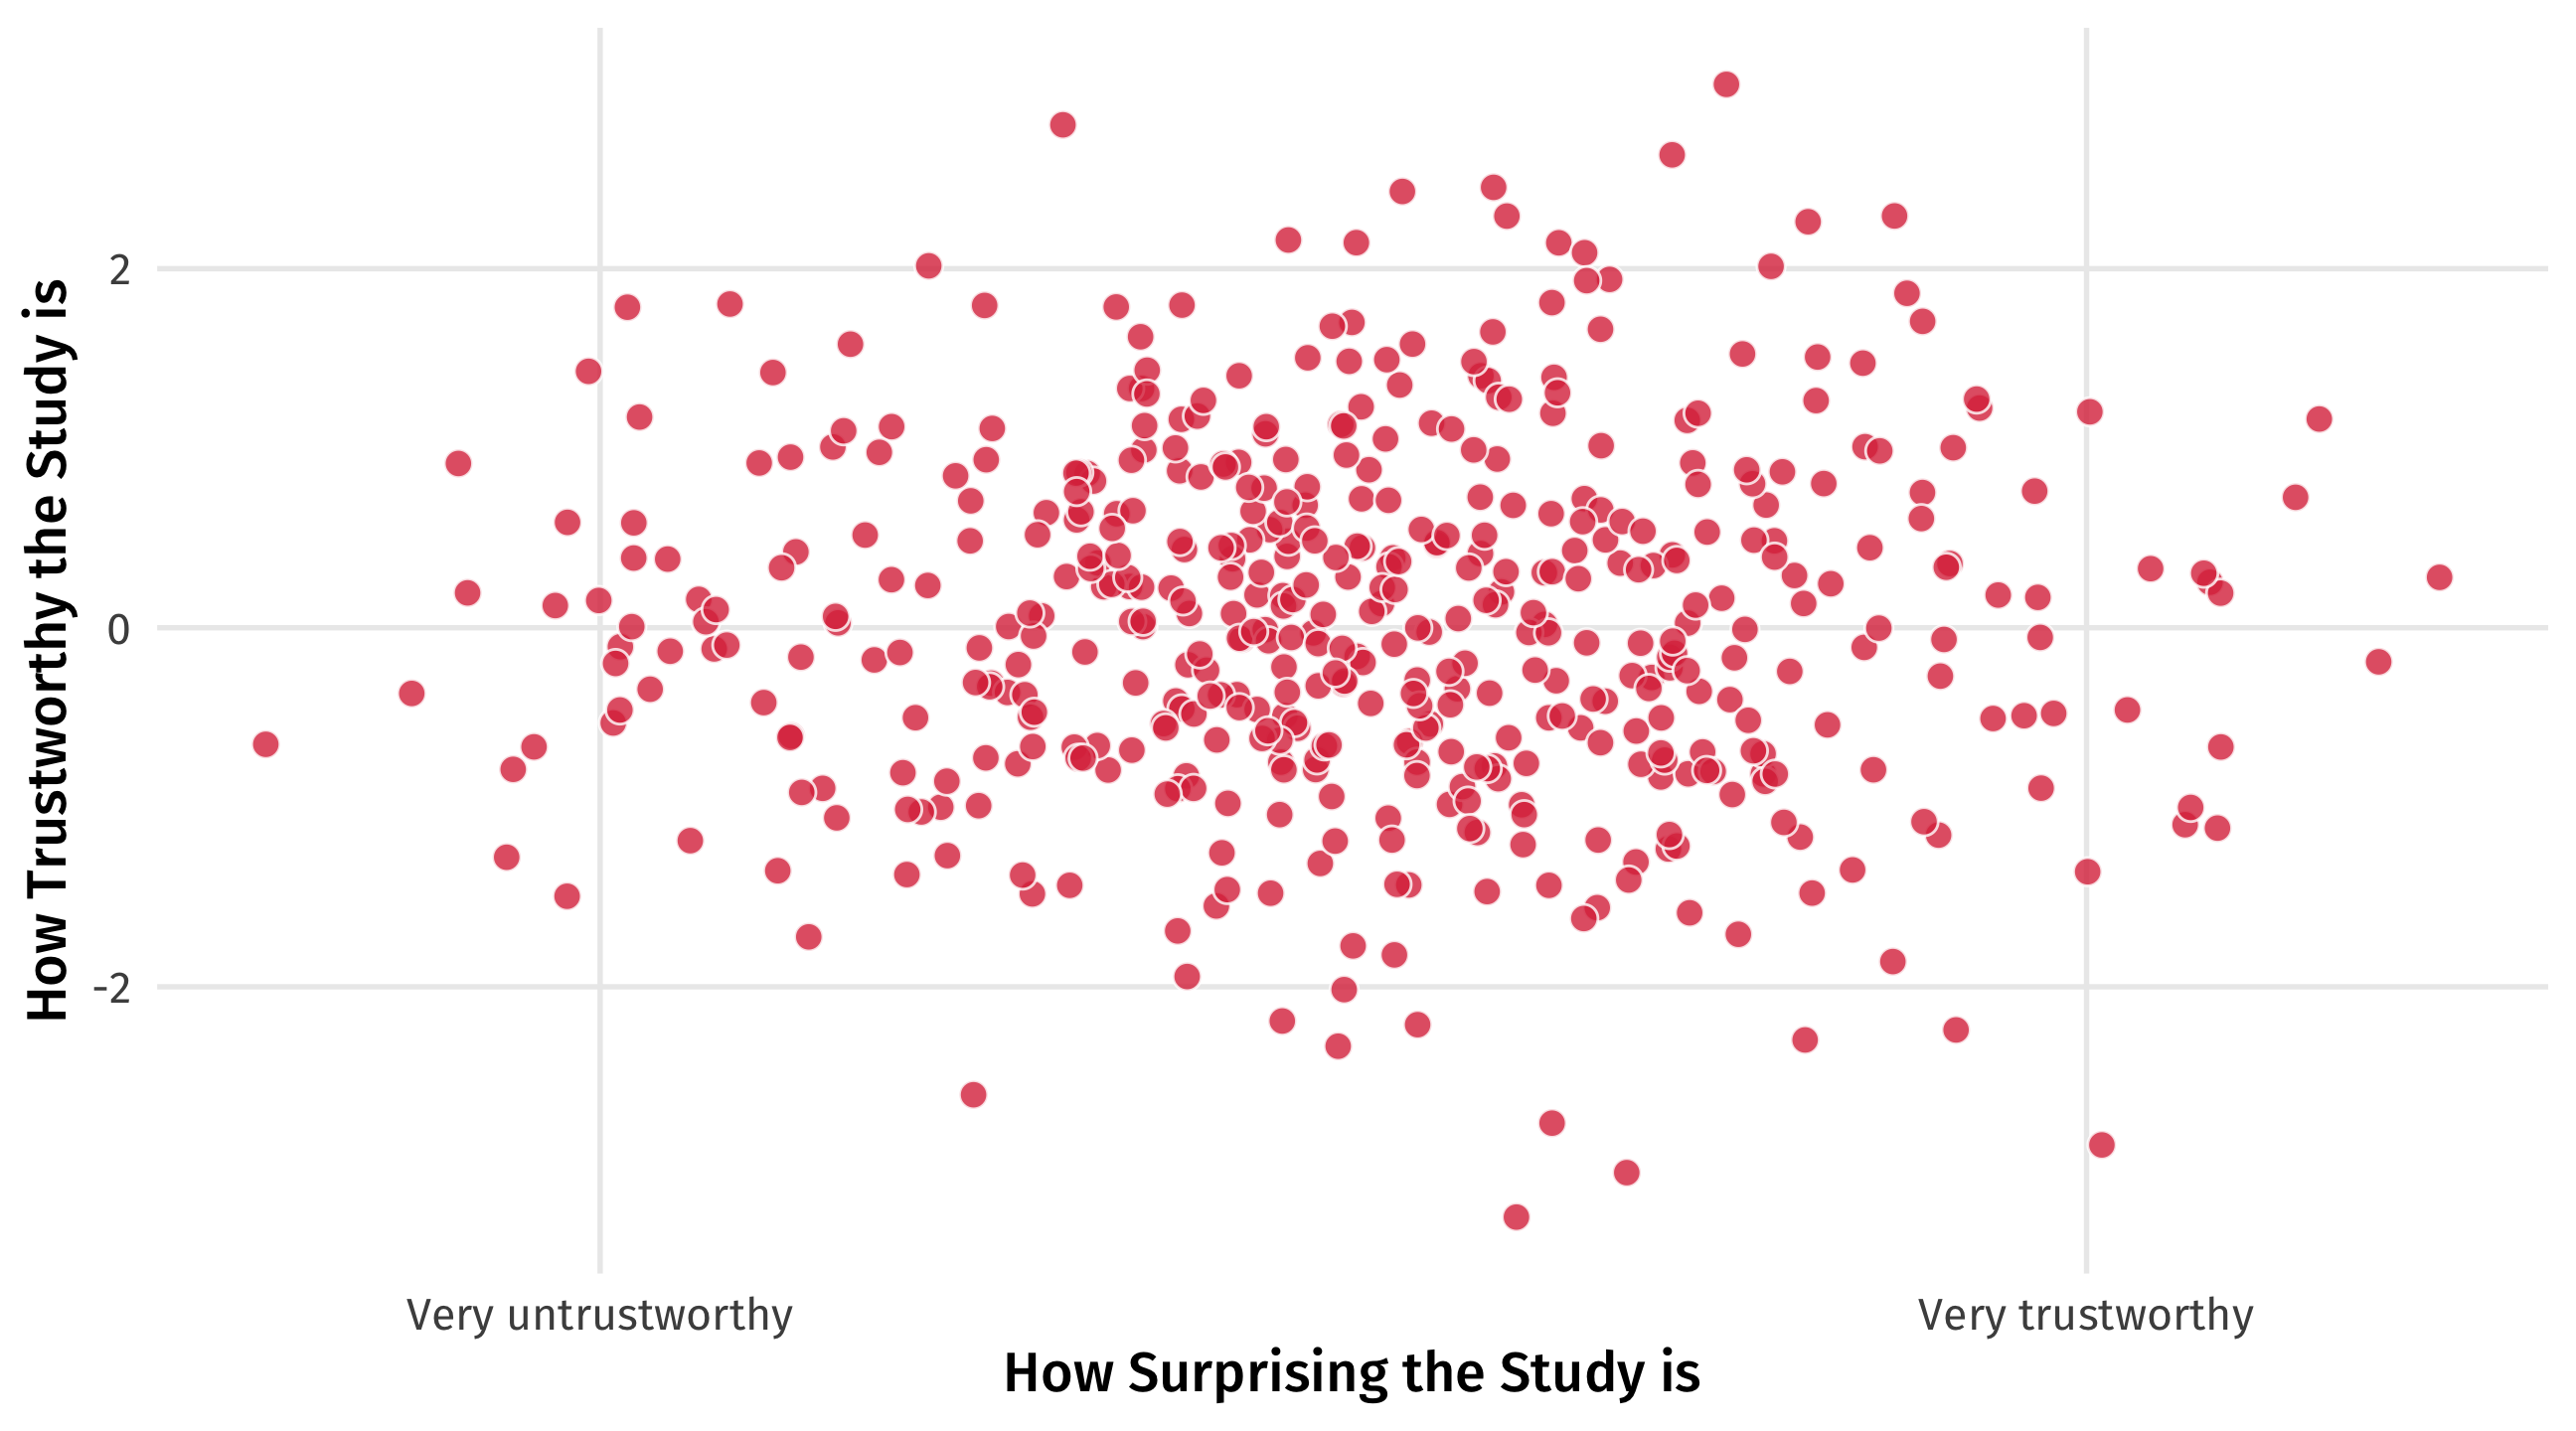 How Trustworthy the Study is
2
0
-2
Very untrustworthy
Very trustworthy
How Surprising the Study is